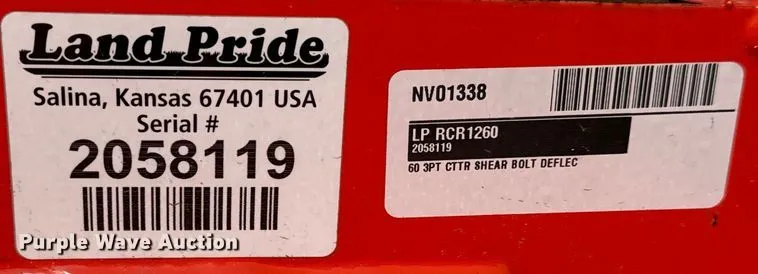 Land Pride
Salina, Kansas 67401 USA
Serial #
2058119
NV01338
LP RCR1260
2058119
60 3PT CTTR SHEAR BOLT DEFLEC
Purple Wave Auction